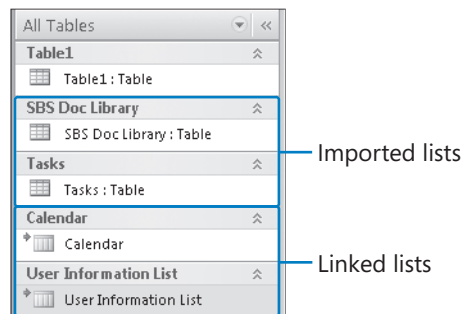 All Tables
Table1
Table1 : Table
SBS Doc Library
SBS Doc Library : Table
Imported lists
Tasks
Tasks : Table
Calendar
Calendar
Linked lists
User Information List
User Information List